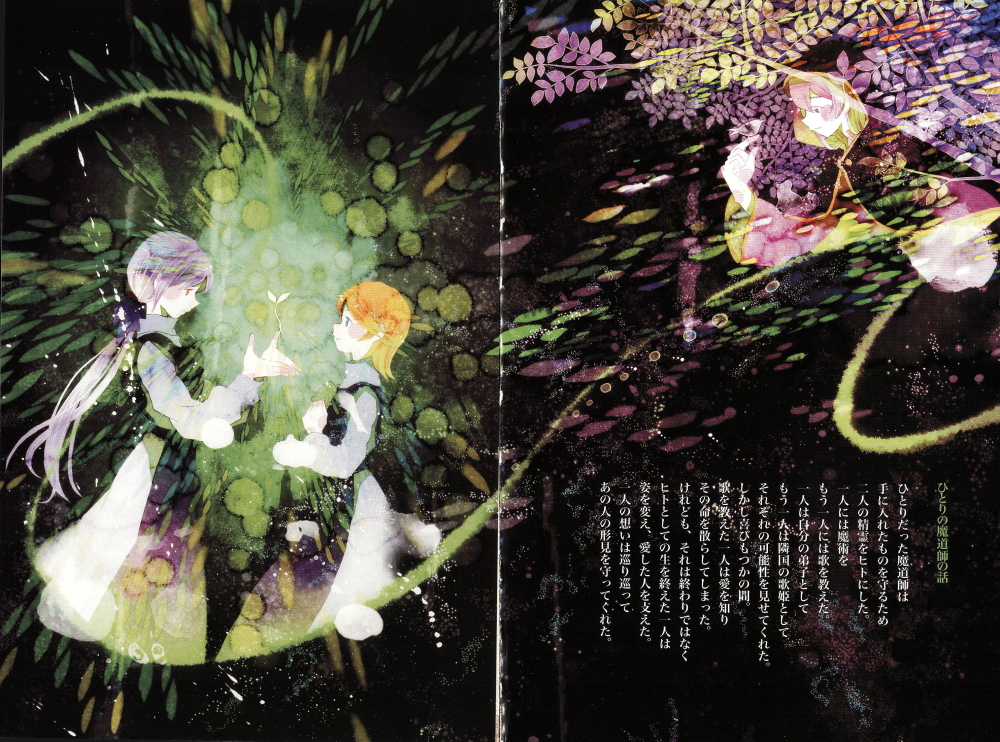 ひとりの魔道師の話
ひとりだった魔道師は
手に入れたものを守るため
二人の精霊をヒトにした。
一人には魔術を
もう一人には歌を教えた。
一人は自分の弟子として
もう一人は隣国の歌姫として
それぞれの可能性を見せてくれた。
しかし喜びもつかの間。
歌を教えた一人は愛を知り
その命を散らしてしまった。
けれども、それは終わりではなく
ヒトとしての生を終えた一人は
姿を変え、愛した人を支えた。
一人の想いは巡り巡って
あの人の形見を守ってくれた。